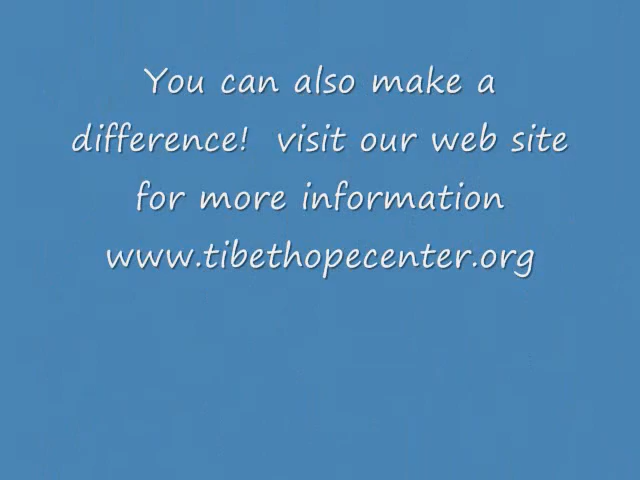 You can also make a
difference!  visit our web site
for more information
www.tibethopecenter.org